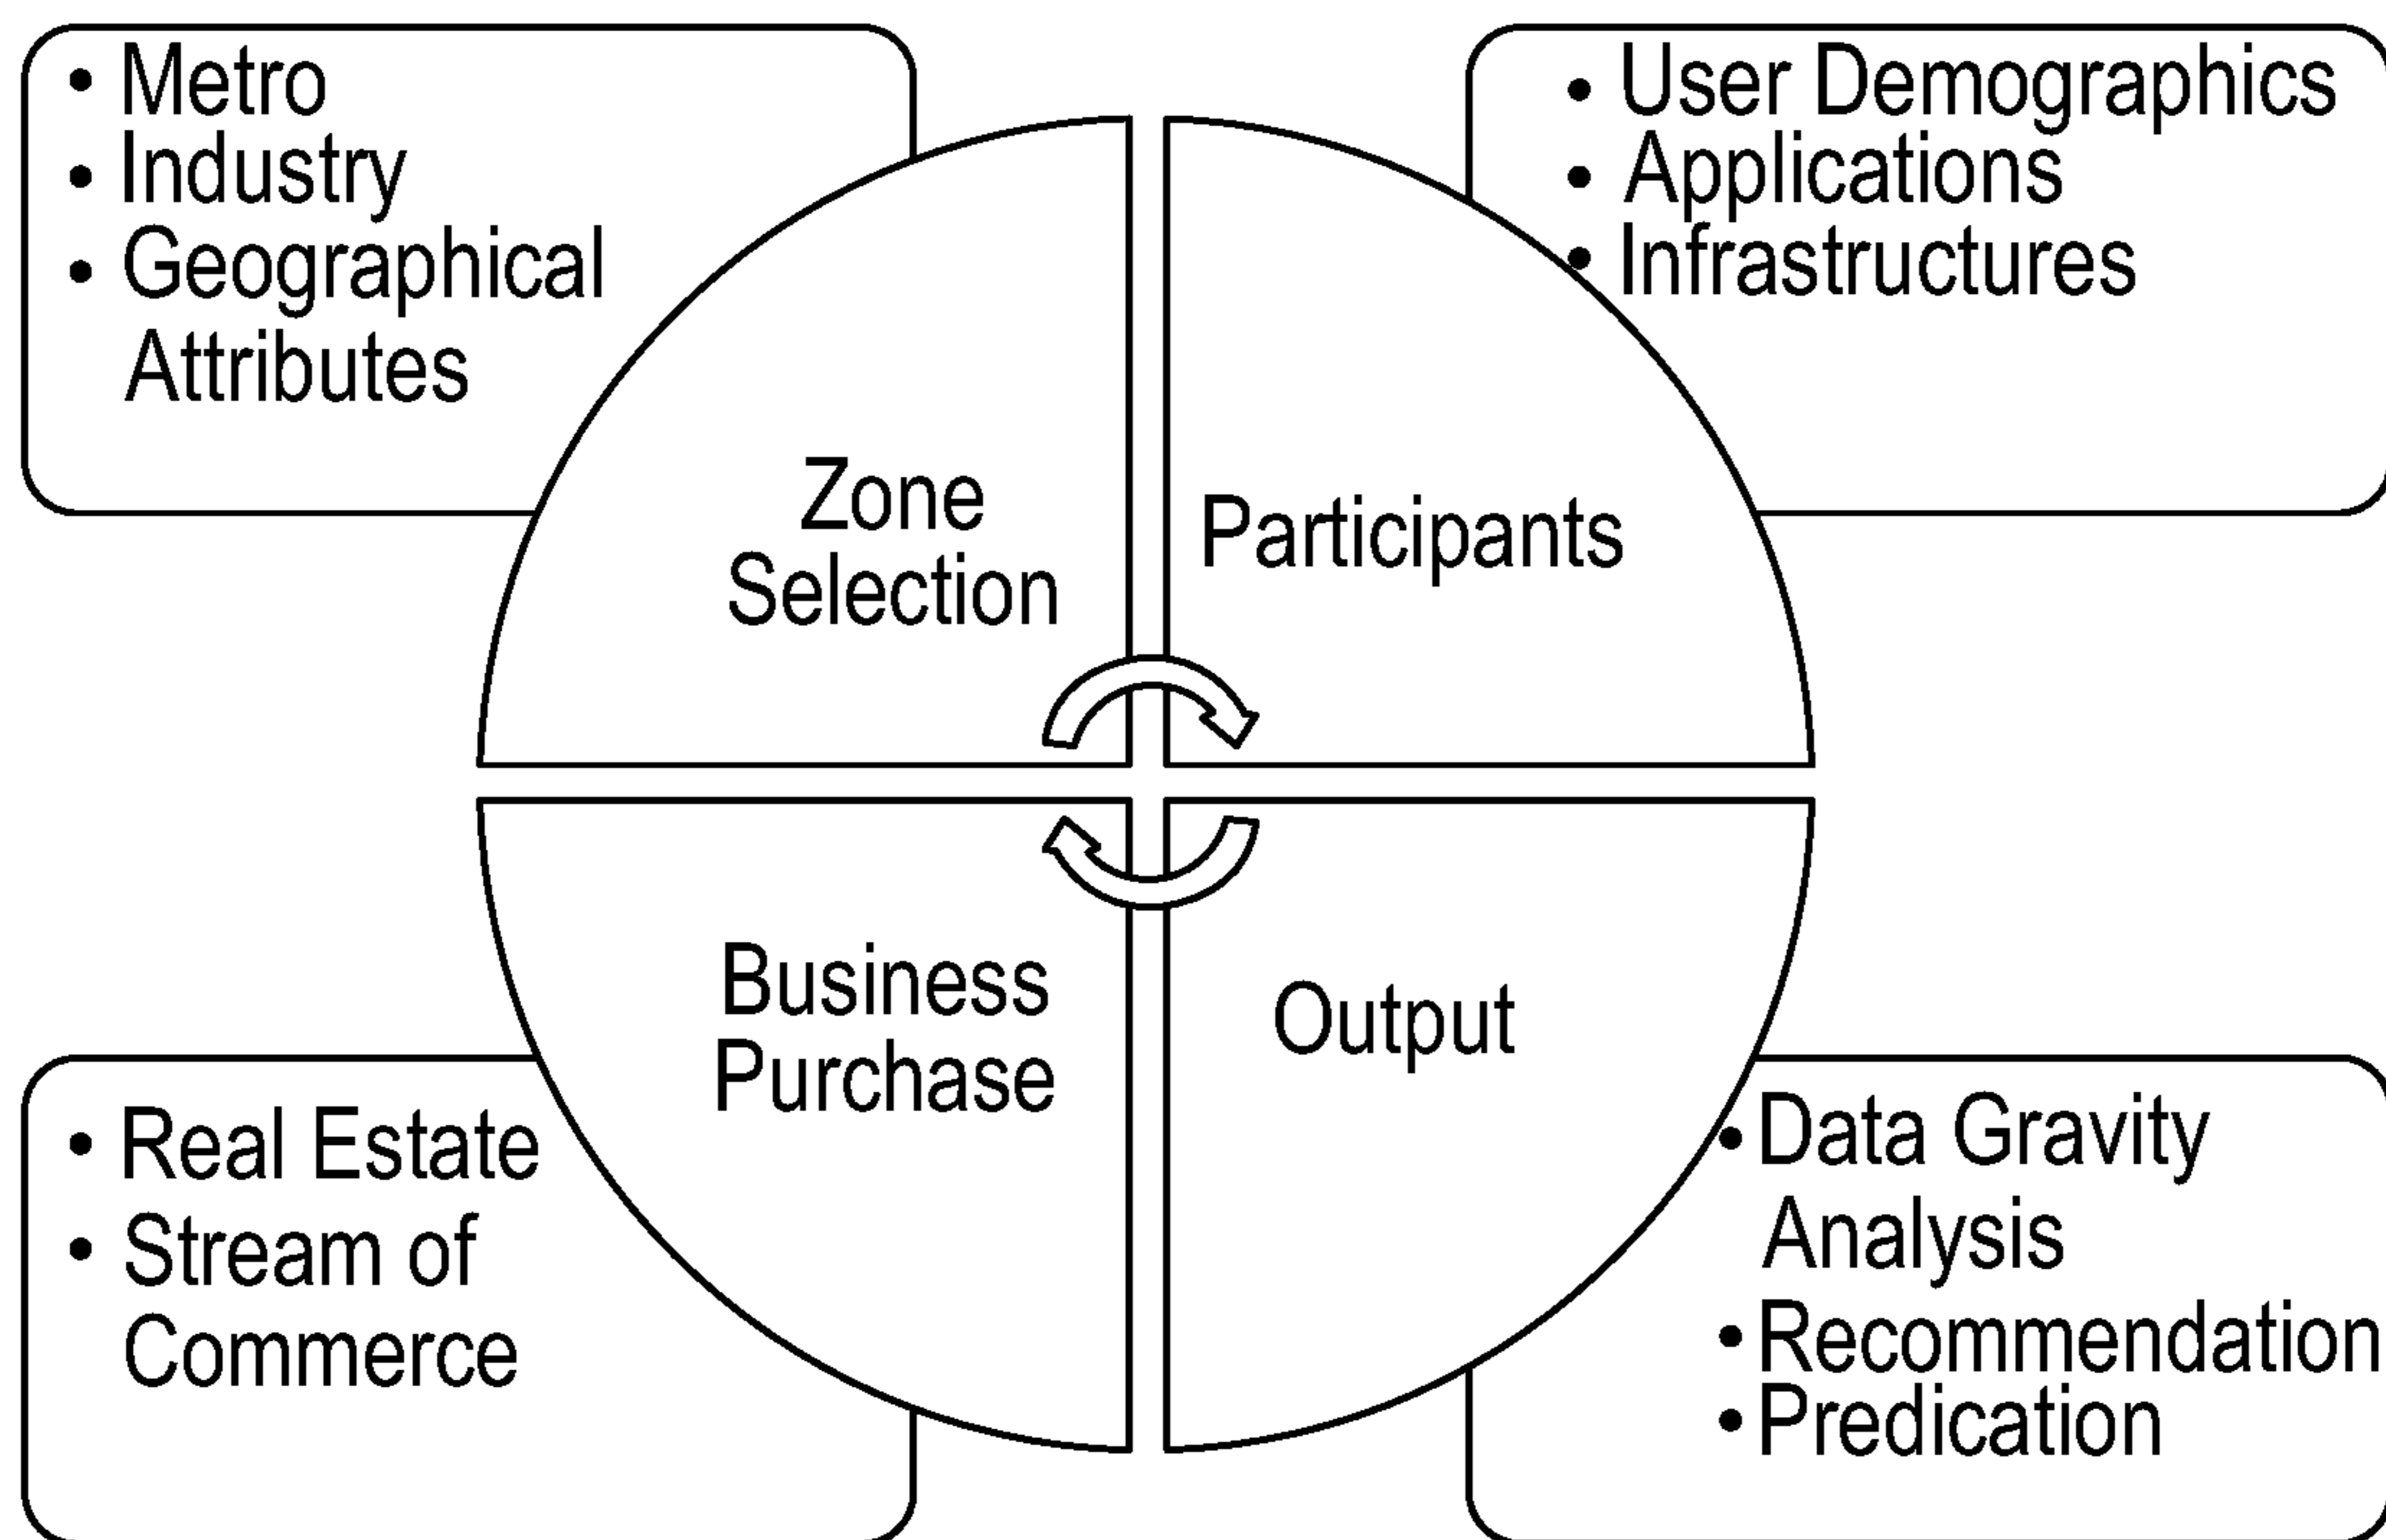 • Metro
• Industry
• Geographical
Attributes
• User Demographics
• Applications
• Infrastructures
Zone
Selection
Participants
Business
Purchase
Output
• Real Estate
• Stream of
Commerce
• Data Gravity
Analysis
• Recommendation
• Predication